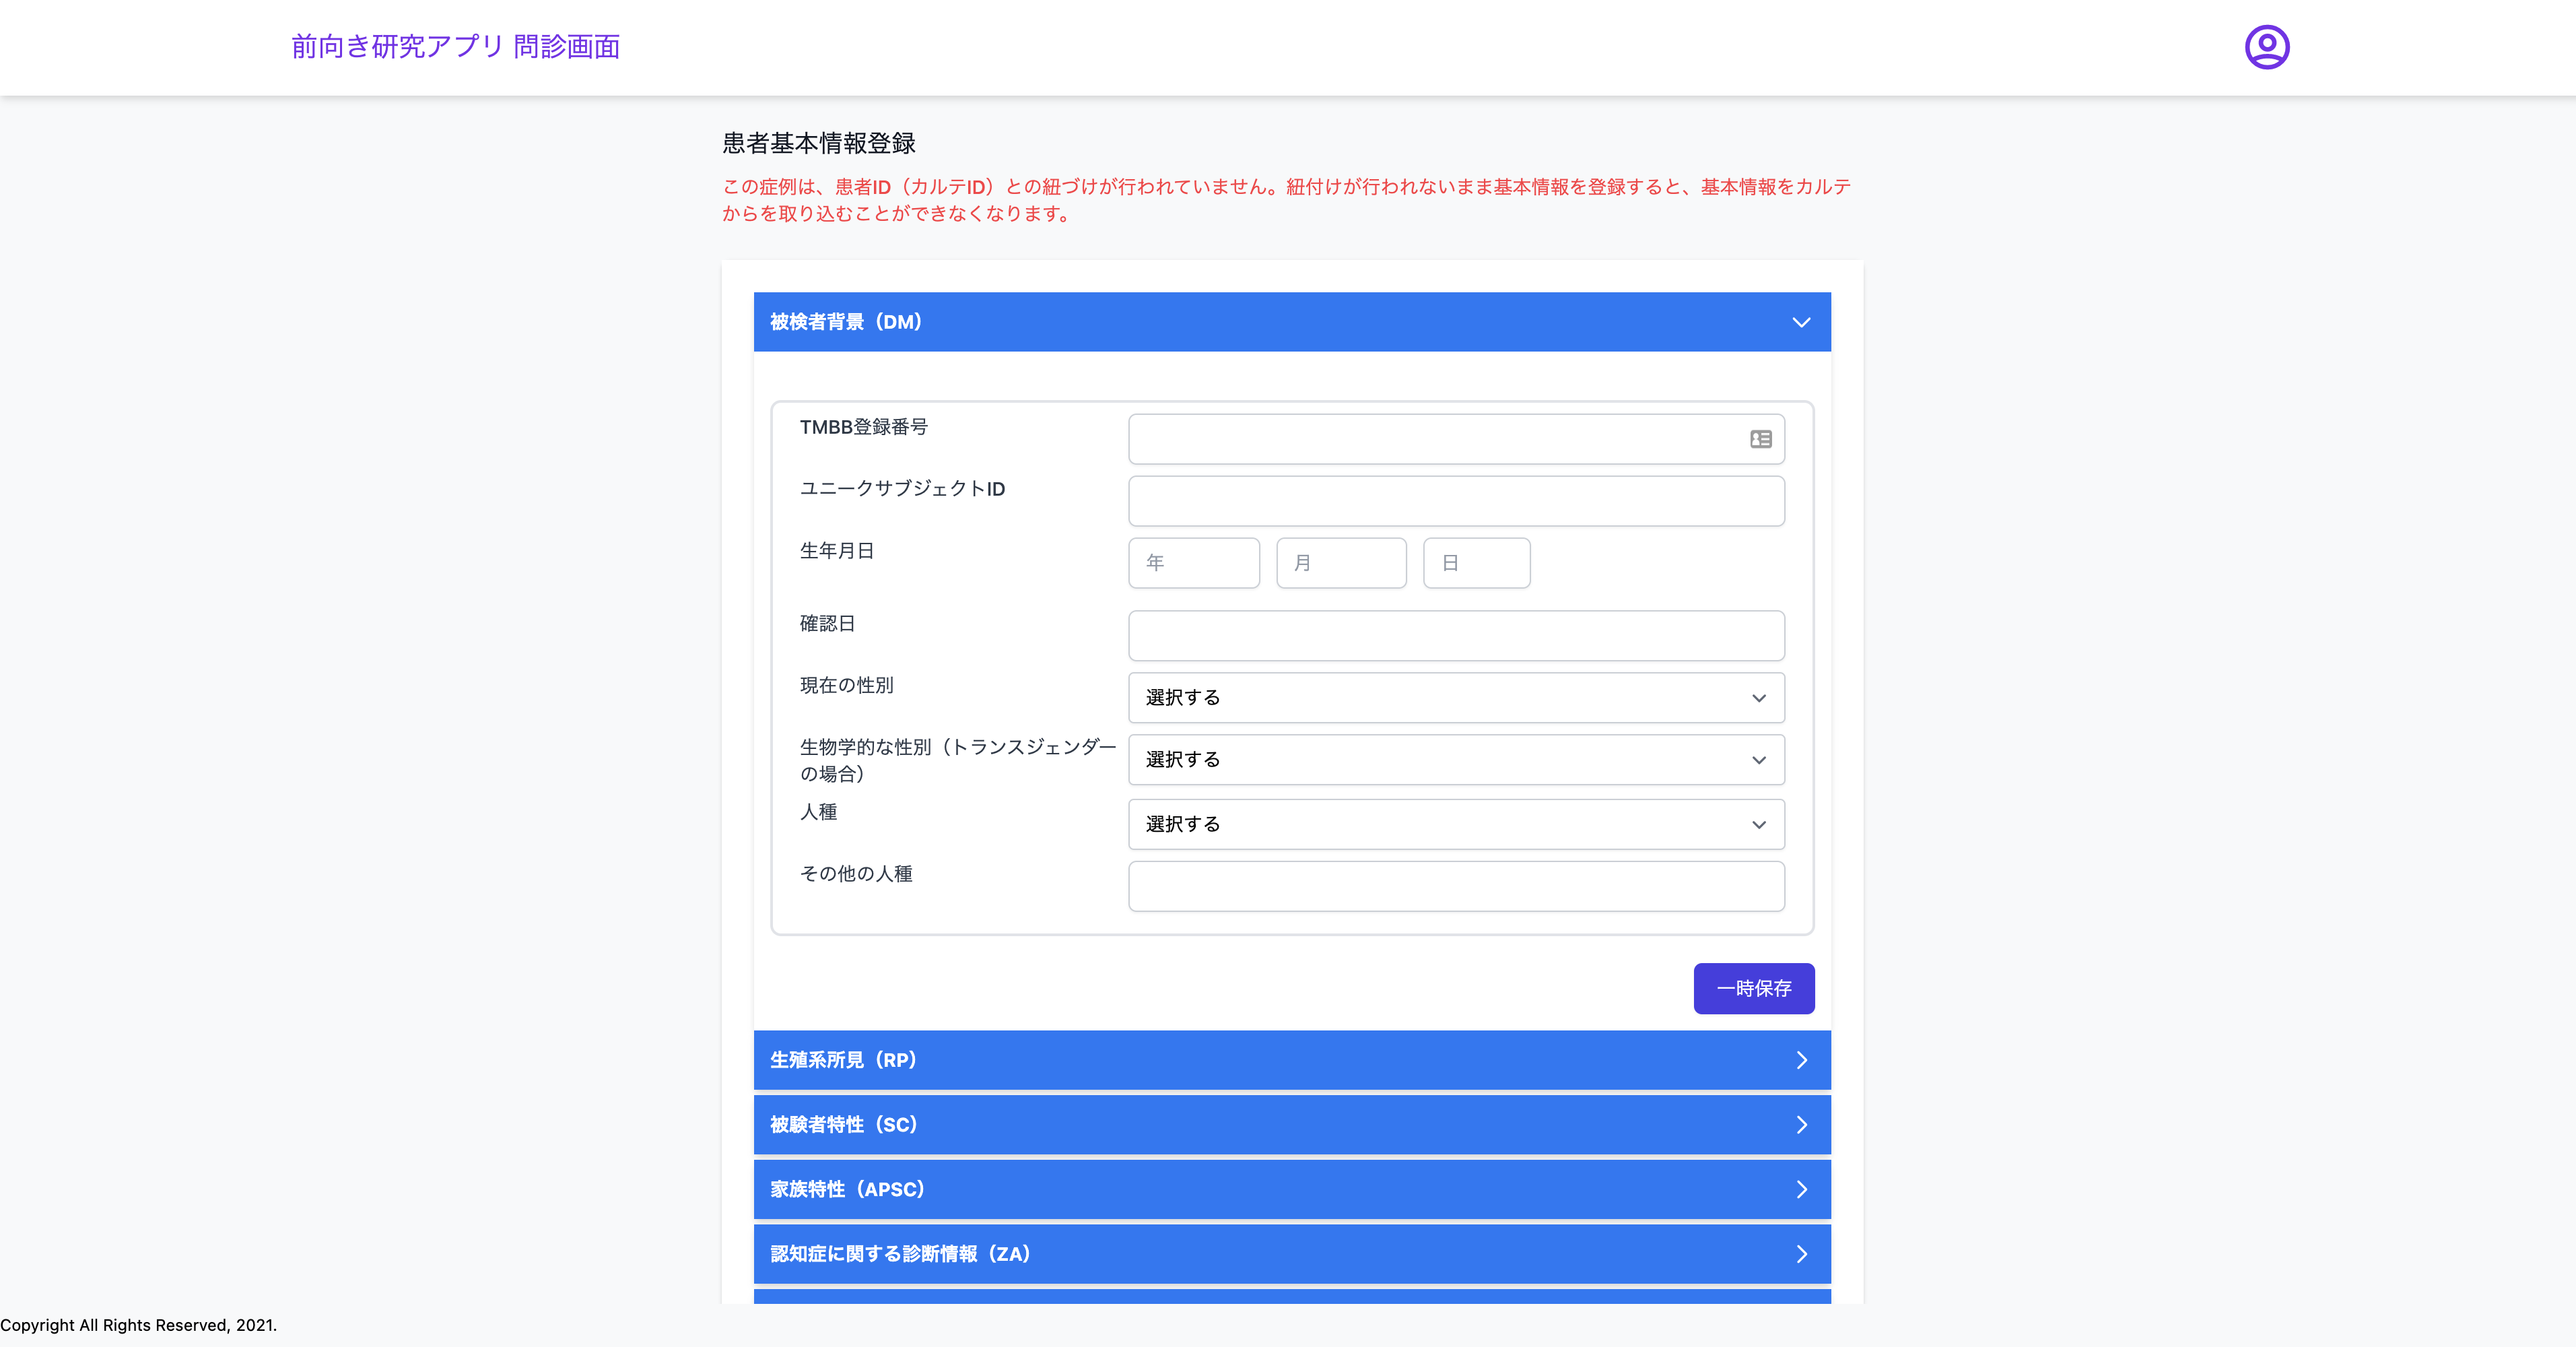 前向き研究アプリ 問診画面
患者基本情報登録
この症例は、患者ID（カルテID）との紐づけが行われていません。紐付けが行われないまま基本情報を登録すると、基本情報をカルテ
からを取り込むことができなくなります。
被検者背景（DM）
TMBB登録番号
ユニークサブジェクトID
生年月日 年 月 日
確認日
現在の性別 選択する
生物学的な性別（トランスジェンダー
の場合） 選択する
人種 選択する
その他の人種
一時保存
生殖系所見（RP）
被験者特性（SC）
家族特性（APSC）
認知症に関する診断情報（ZA）
Copyright All Rights Reserved, 2021.